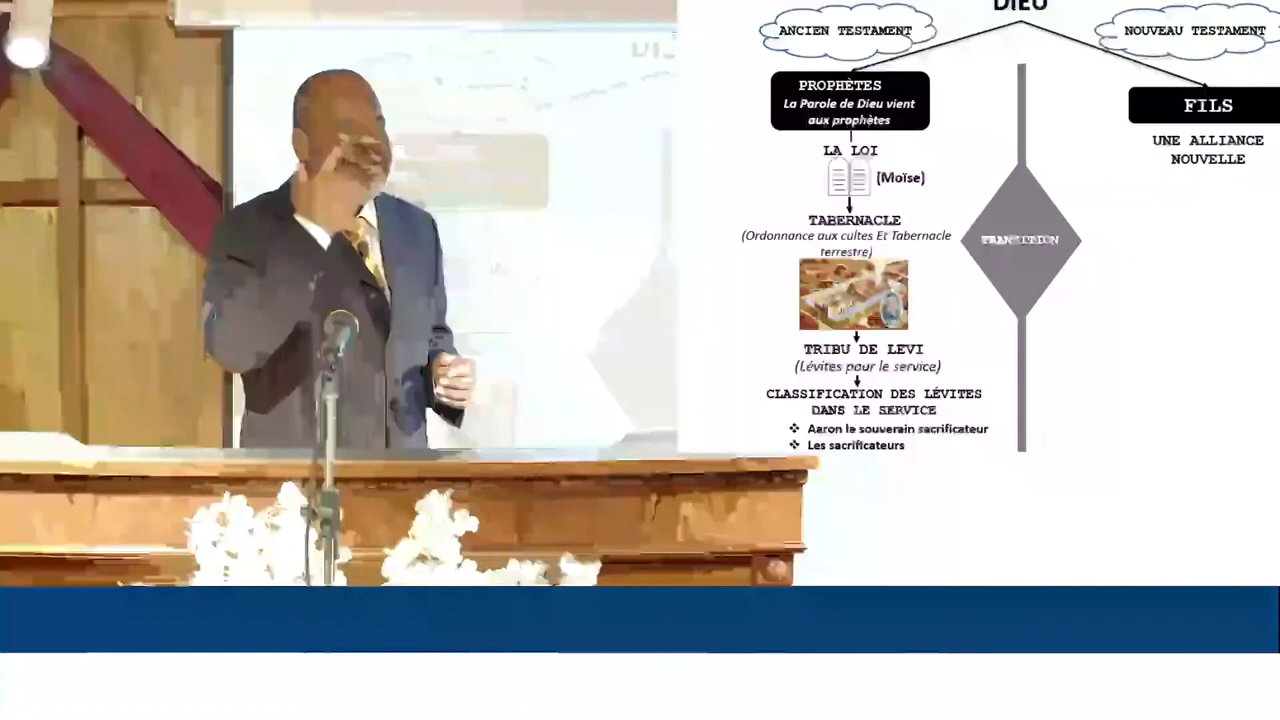 DIEU
ANCIEN TESTAMENT
NOUVEAU TESTAMENT
PROPHÈTES
La Parole de Dieu vient
aux prophètes
FILS
UNE ALLIANCE
NOUVELLE
LA LOI
(Moïse)
TABERNACLE
(Ordonnance aux cultes Et Tabernacle
terrestre)
TRANSITION
TRIBU DE LEVI
(Lévites pour le service)
CLASSIFICATION DES LÉVITES
DANS LE SERVICE
❖ Aaron le souverain sacrificateur
❖ Les sacrificateurs